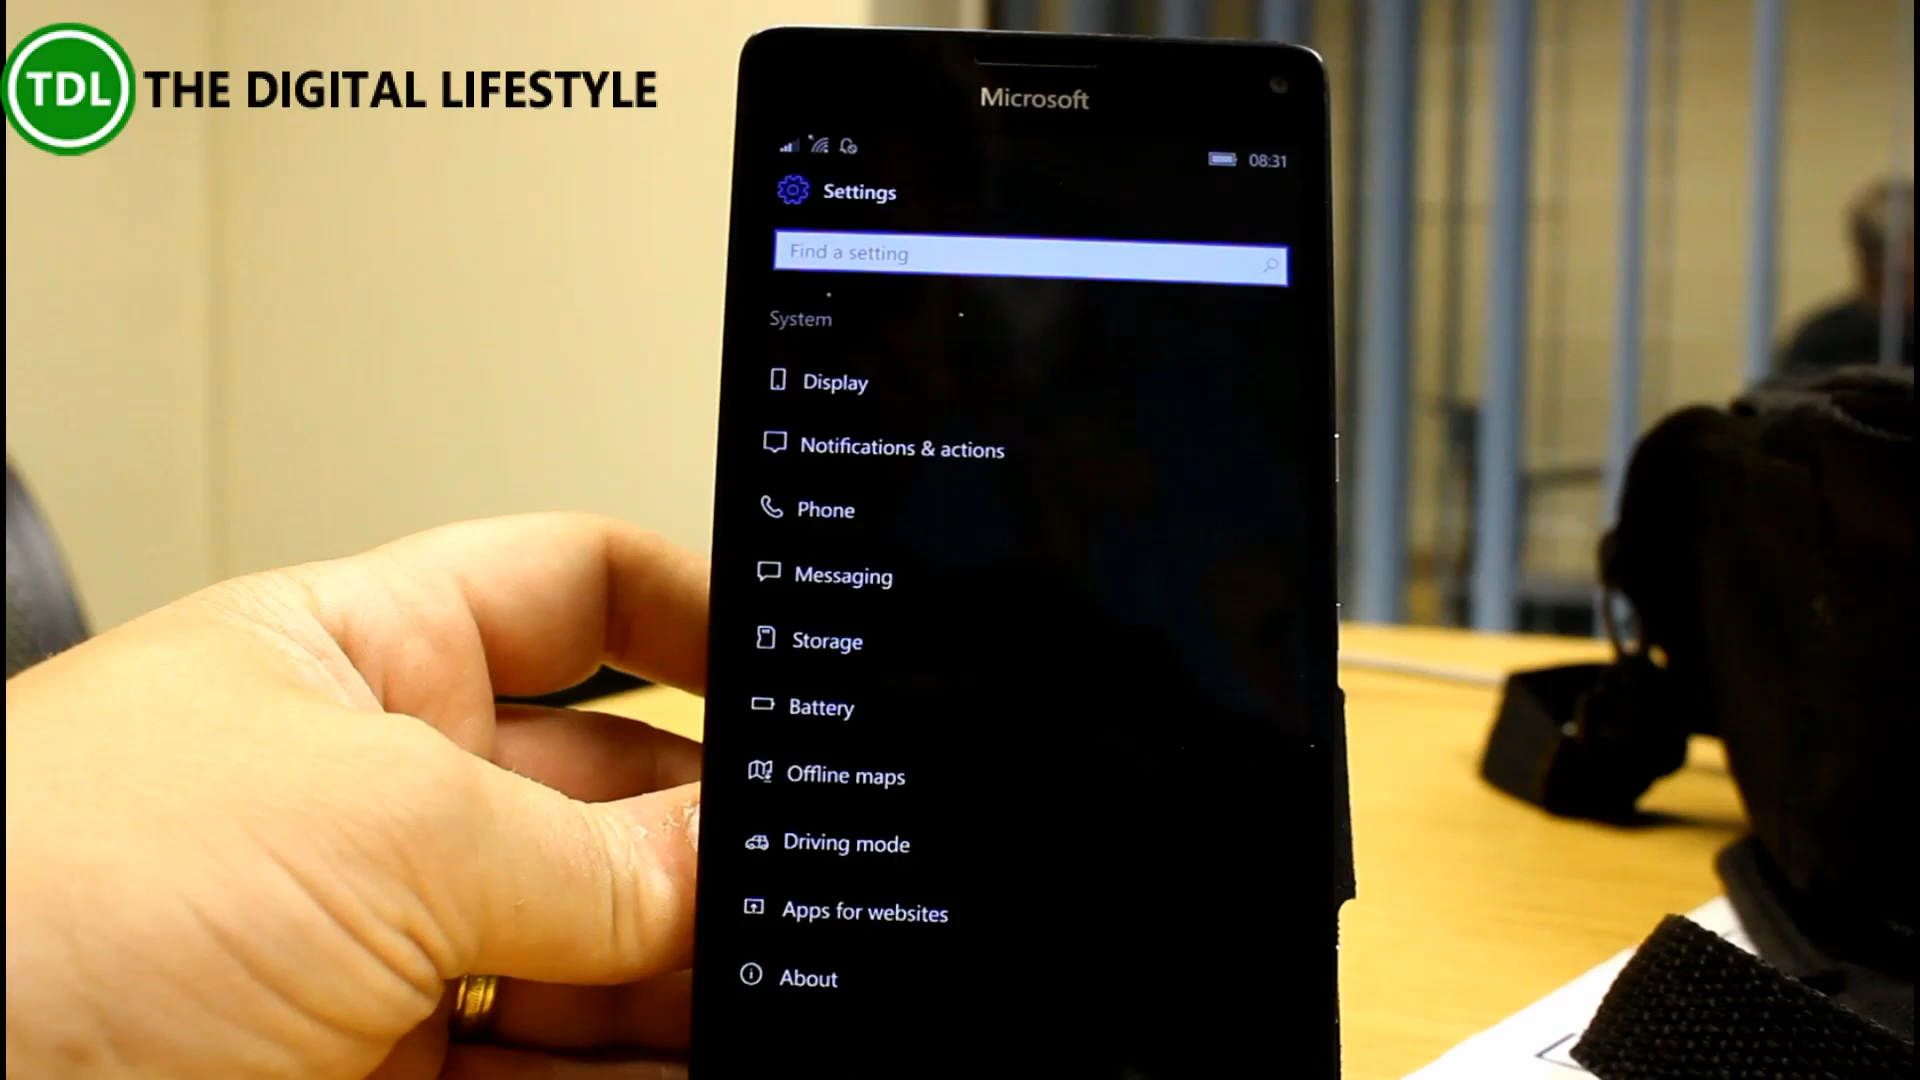 TDL THE DIGITAL LIFESTYLE
Microsoft
08:31
Settings
Find a setting
System
Display
Notifications & actions
Phone
Messaging
Storage
Battery
Offline maps
Driving mode
Apps for websites
About